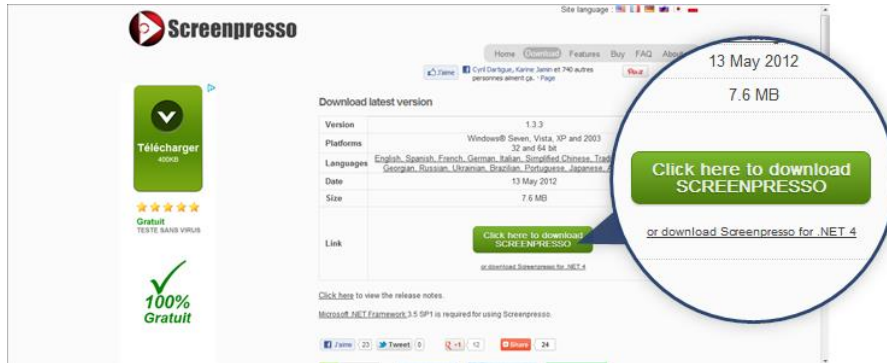 Site language :
Screenpresso
Home Download Features Buy FAQ About
J'aime
Cyril Dartigue, Karine Jamin et 740 autres
personnes aiment ça. · Page
Pin it
Télécharger
400KB
Gratuit
TESTE SANS VIRUS
100%
Gratuit
Download latest version
Version 1.3.3
Platforms Windows® Seven, Vista, XP and 2003
32 and 64 bit
Languages English, Spanish, French, German, Italian, Simplified Chinese,
Georgian, Russian, Ukrainian, Brazilian, Portuguese, Japanese,
Date 13 May 2012
Size 7.6 MB
Link Click here to download
SCREENPRESSO
or download Screenpresso for .NET 4
Click here to view the release notes.
Microsoft .NET Framework 3.5 SP1 is required for using Screenpresso.
J'aime 23 Tweet 0 +1 12 Share 24
13 May 2012
7.6 MB
Click here to download
SCREENPRESSO
or download Screenpresso for .NET 4